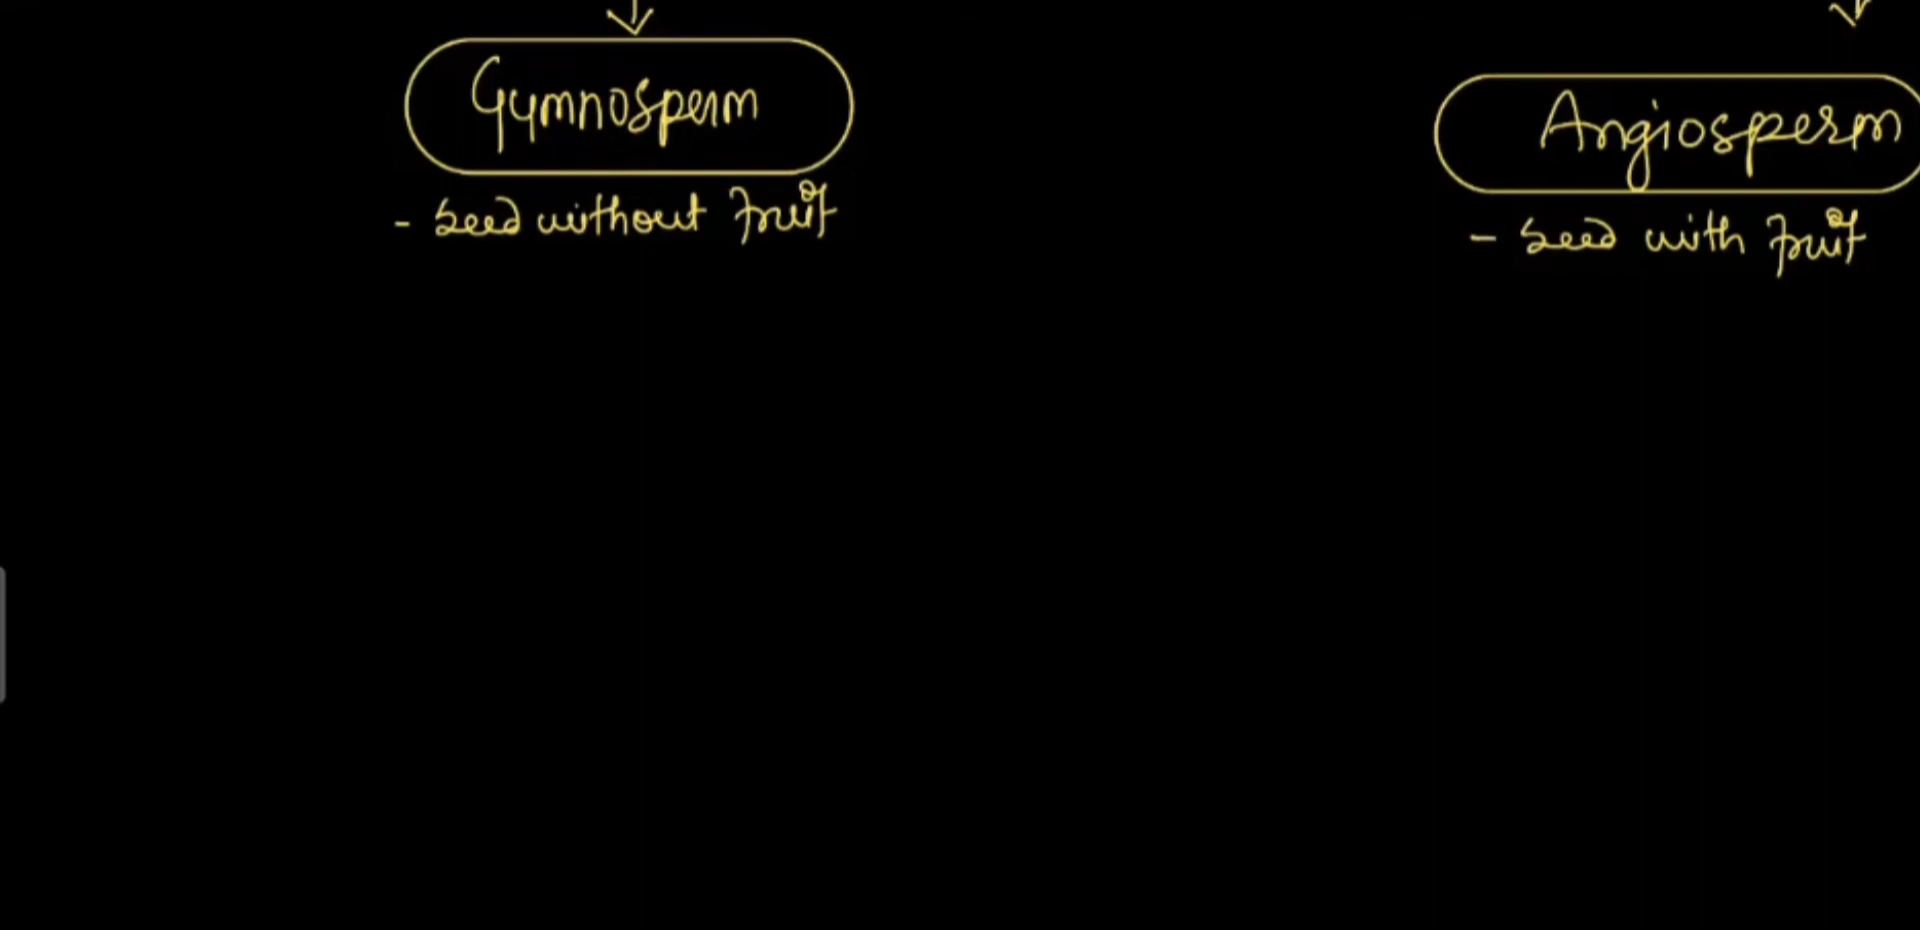 Gymnosperm
Angiosperm
- seed without fruit
- seed with fruit